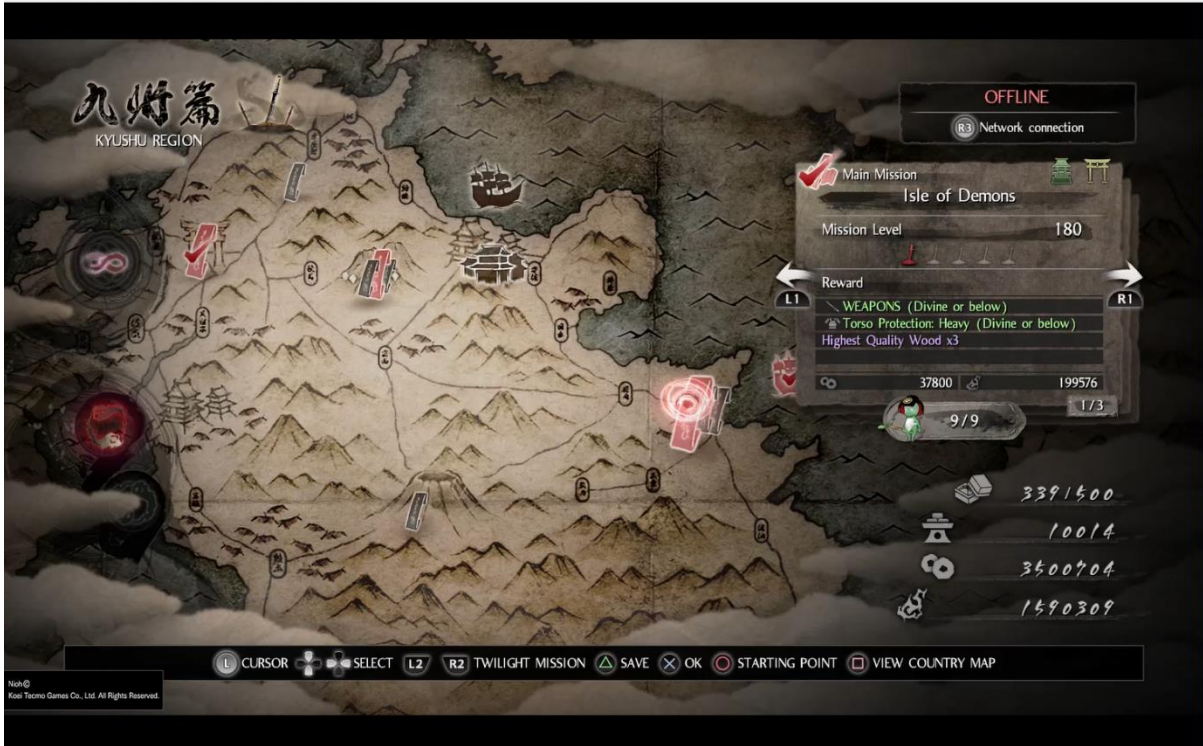 九州篇
KYUSHU REGION
OFFLINE
R3 Network connection
Main Mission
Isle of Demons
Mission Level 180
L1
R1
Reward
WEAPONS (Divine or below)
Torso Protection: Heavy (Divine or below)
Highest Quality Wood x3
37800 199576
1/3
9/9
3391500
10014
3500704
1590309
L CURSOR SELECT L2 R2 TWILIGHT MISSION SAVE OK STARTING POINT VIEW COUNTRY MAP
Nioh©
Koei Tecmo Games Co., Ltd. All Rights Reserved.